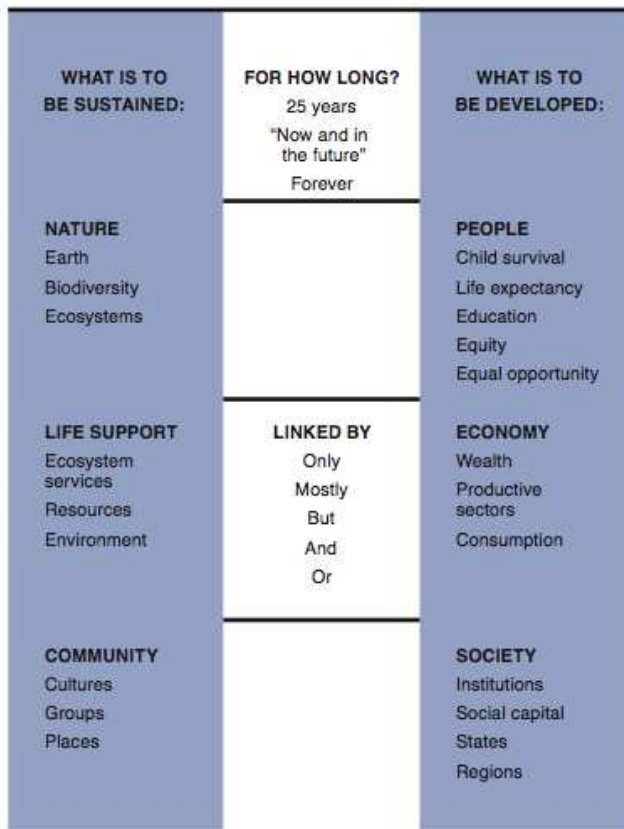 WHAT IS TO
BE SUSTAINED:
FOR HOW LONG?
25 years
“Now and in
the future”
Forever
WHAT IS TO
BE DEVELOPED:
NATURE
Earth
Biodiversity
Ecosystems
PEOPLE
Child survival
Life expectancy
Education
Equity
Equal opportunity
LIFE SUPPORT
Ecosystem
services
Resources
Environment
LINKED BY
Only
Mostly
But
And
Or
ECONOMY
Wealth
Productive
sectors
Consumption
COMMUNITY
Cultures
Groups
Places
SOCIETY
Institutions
Social capital
States
Regions